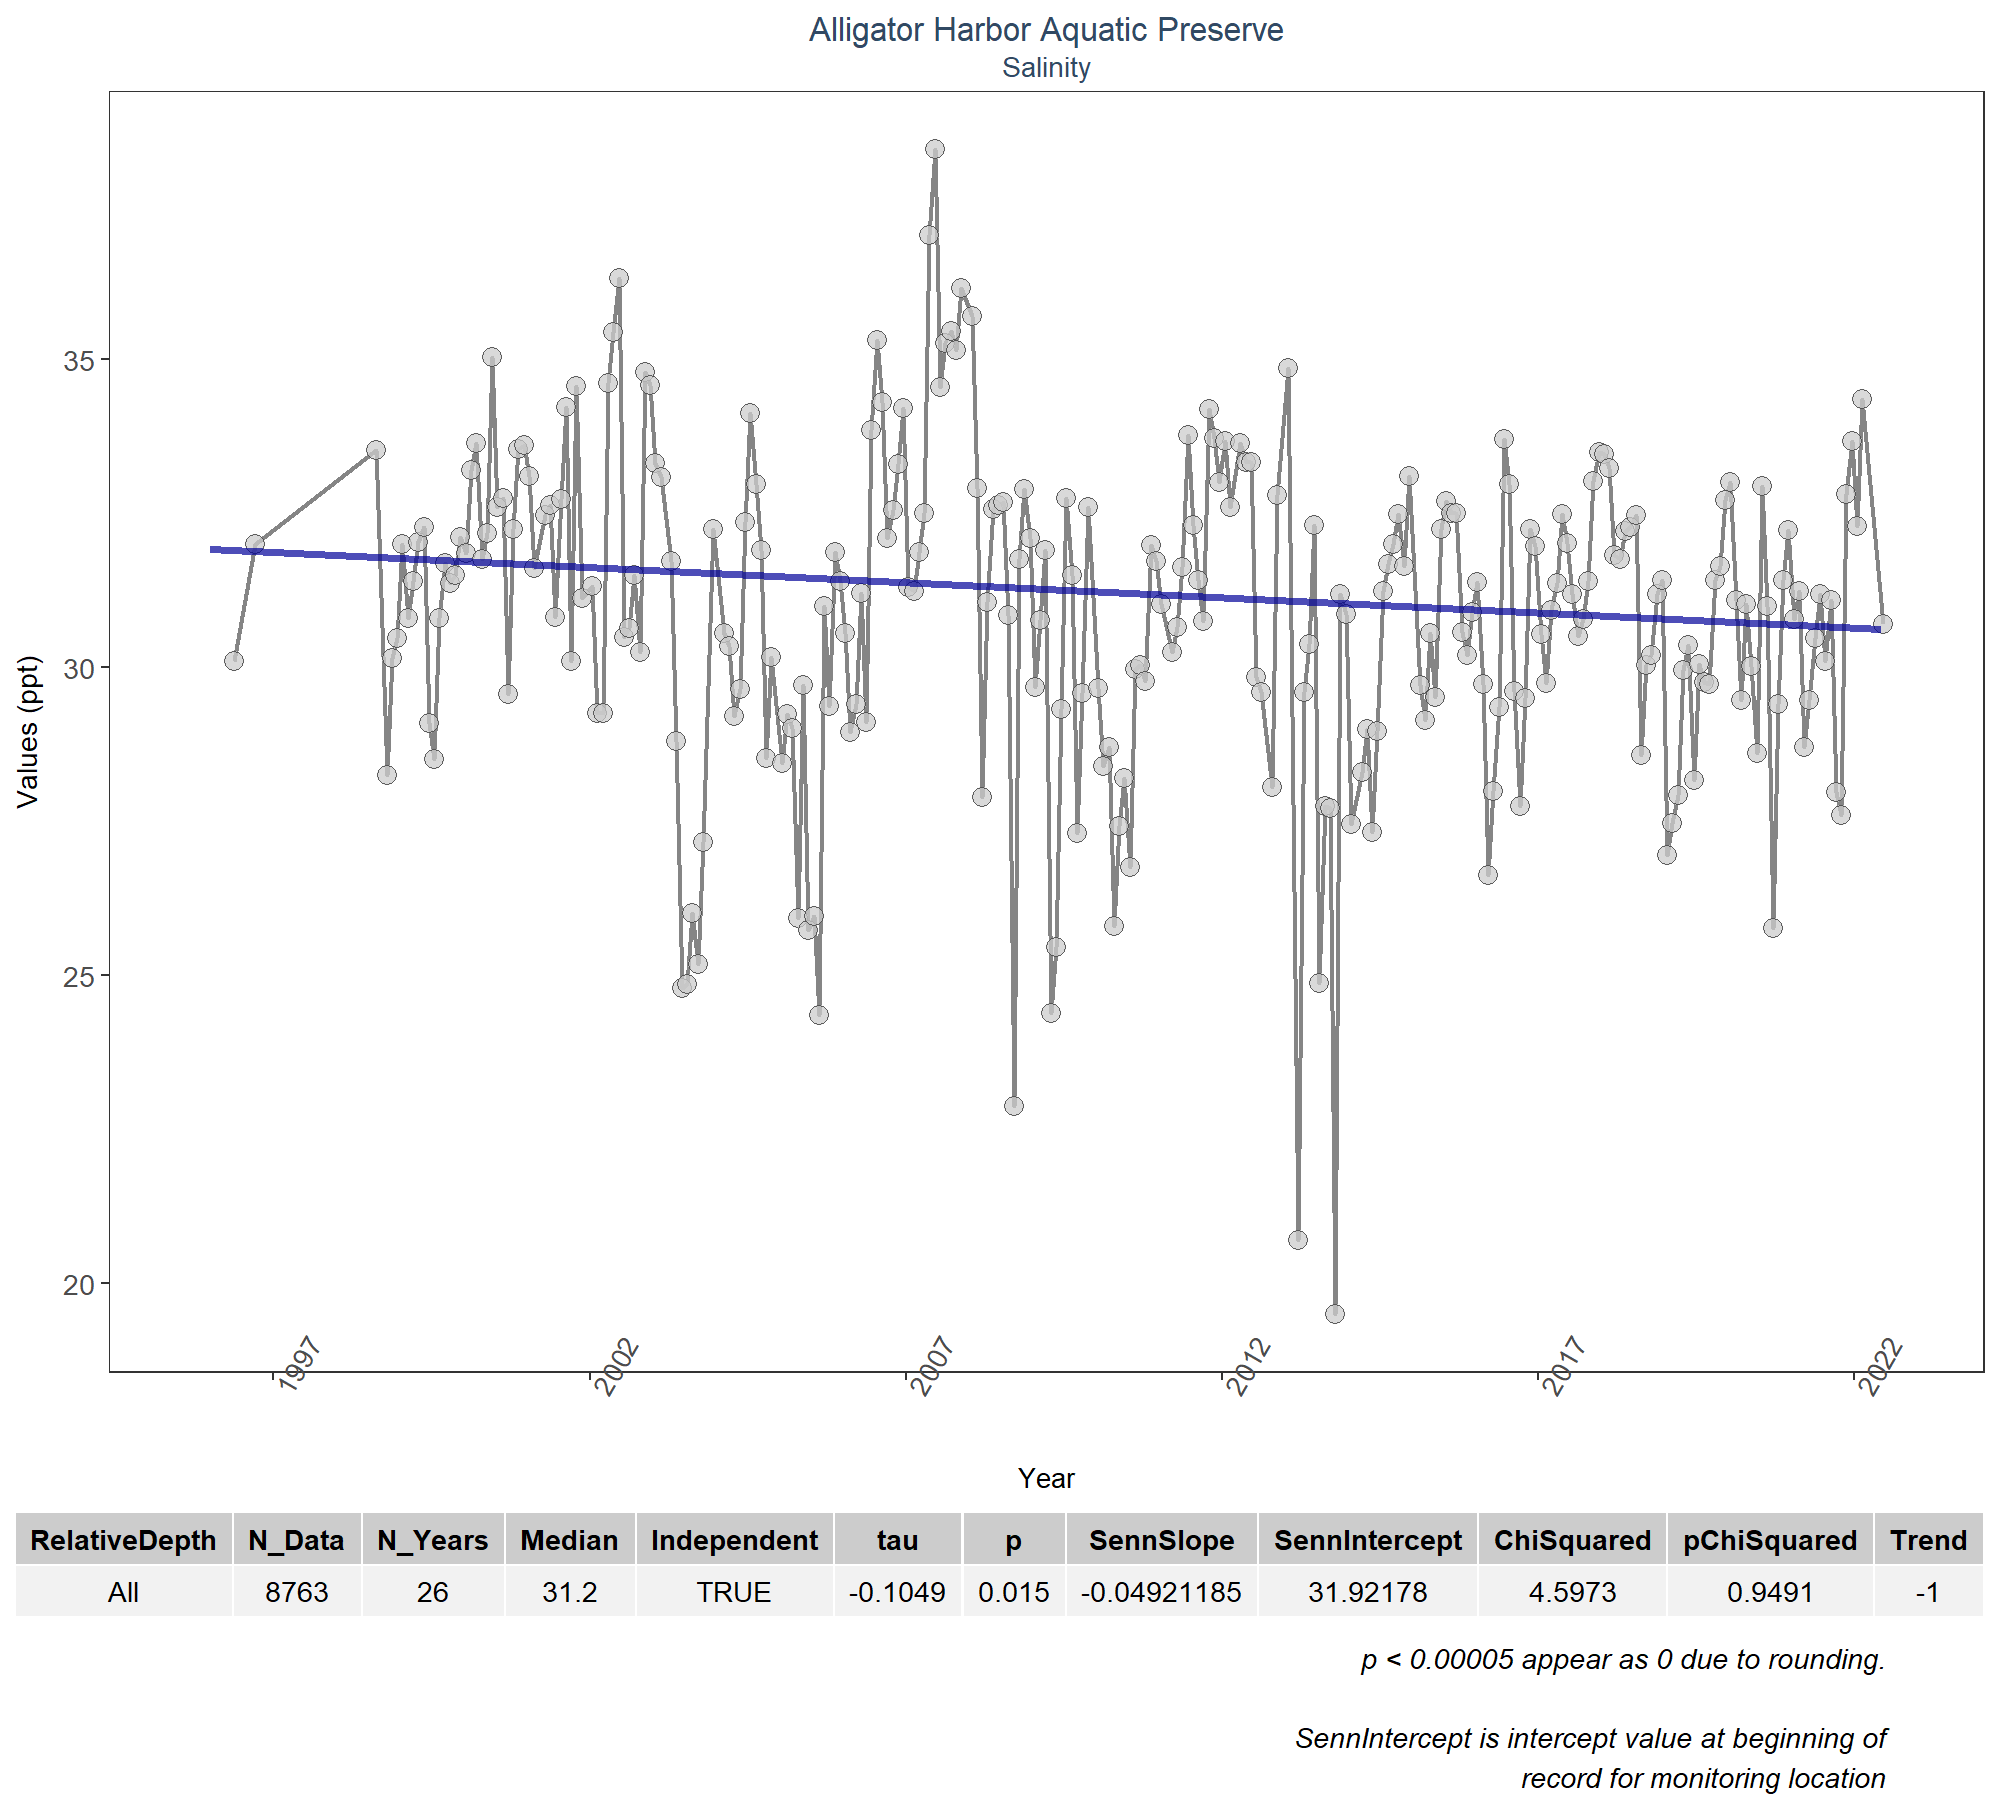 Alligator Harbor Aquatic Preserve
Salinity
Values (ppt)
35
30
25
20
1997 2002 2007 2012 2017 2022
Year
RelativeDepth N_Data N_Years Median Independent tau p SennSlope SennIntercept ChiSquared pChiSquared Trend
All 8763 26 31.2 TRUE -0.1049 0.015 -0.04921185 31.92178 4.5973 0.9491 -1
p < 0.00005 appear as 0 due to rounding.
SennIntercept is intercept value at beginning of
record for monitoring location